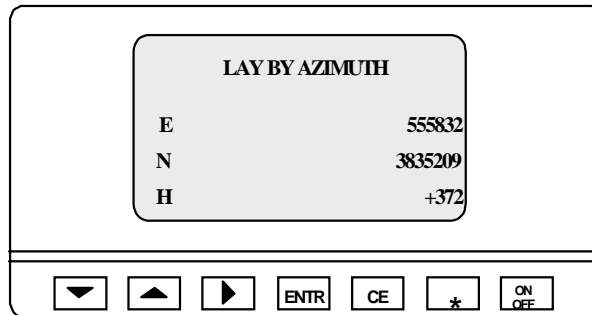 LAY BY AZIMUTH
E 555832
N 3835209
H +372
ENTR CE * ON
OFF